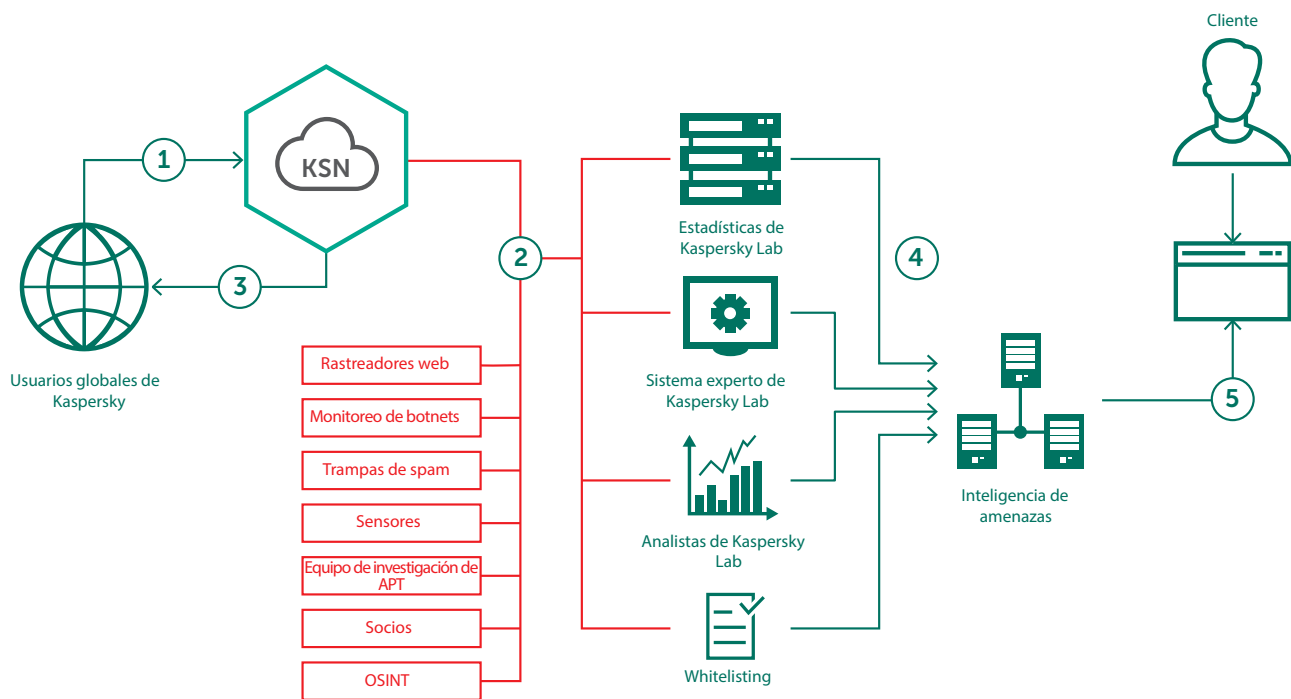 Cliente
1
KSN
2
3
4
5
Usuarios globales de
Kaspersky
Rastreadores web
Monitoreo de botnets
Trampas de spam
Sensores
Equipo de investigación de
APT
Socios
OSINT
Estadísticas de
Kaspersky Lab
Sistema experto de
Kaspersky Lab
Analistas de Kaspersky
Lab
Whitelisting
Inteligencia de
amenazas